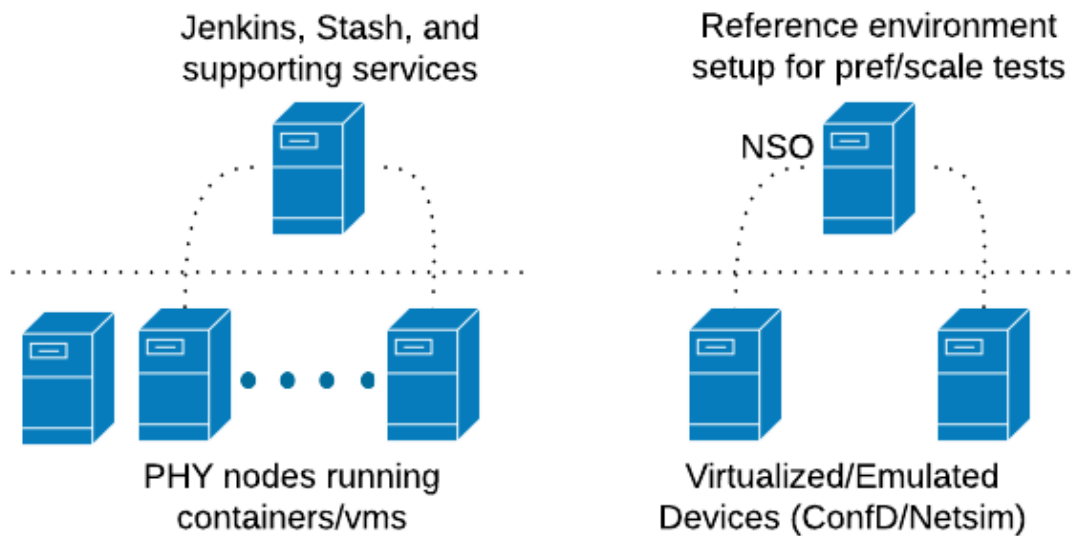 Jenkins, Stash, and
supporting services
Reference environment
setup for pref/scale tests
NSO
PHY nodes running
containers/vms
Virtualized/Emulated
Devices (ConfD/Netsim)